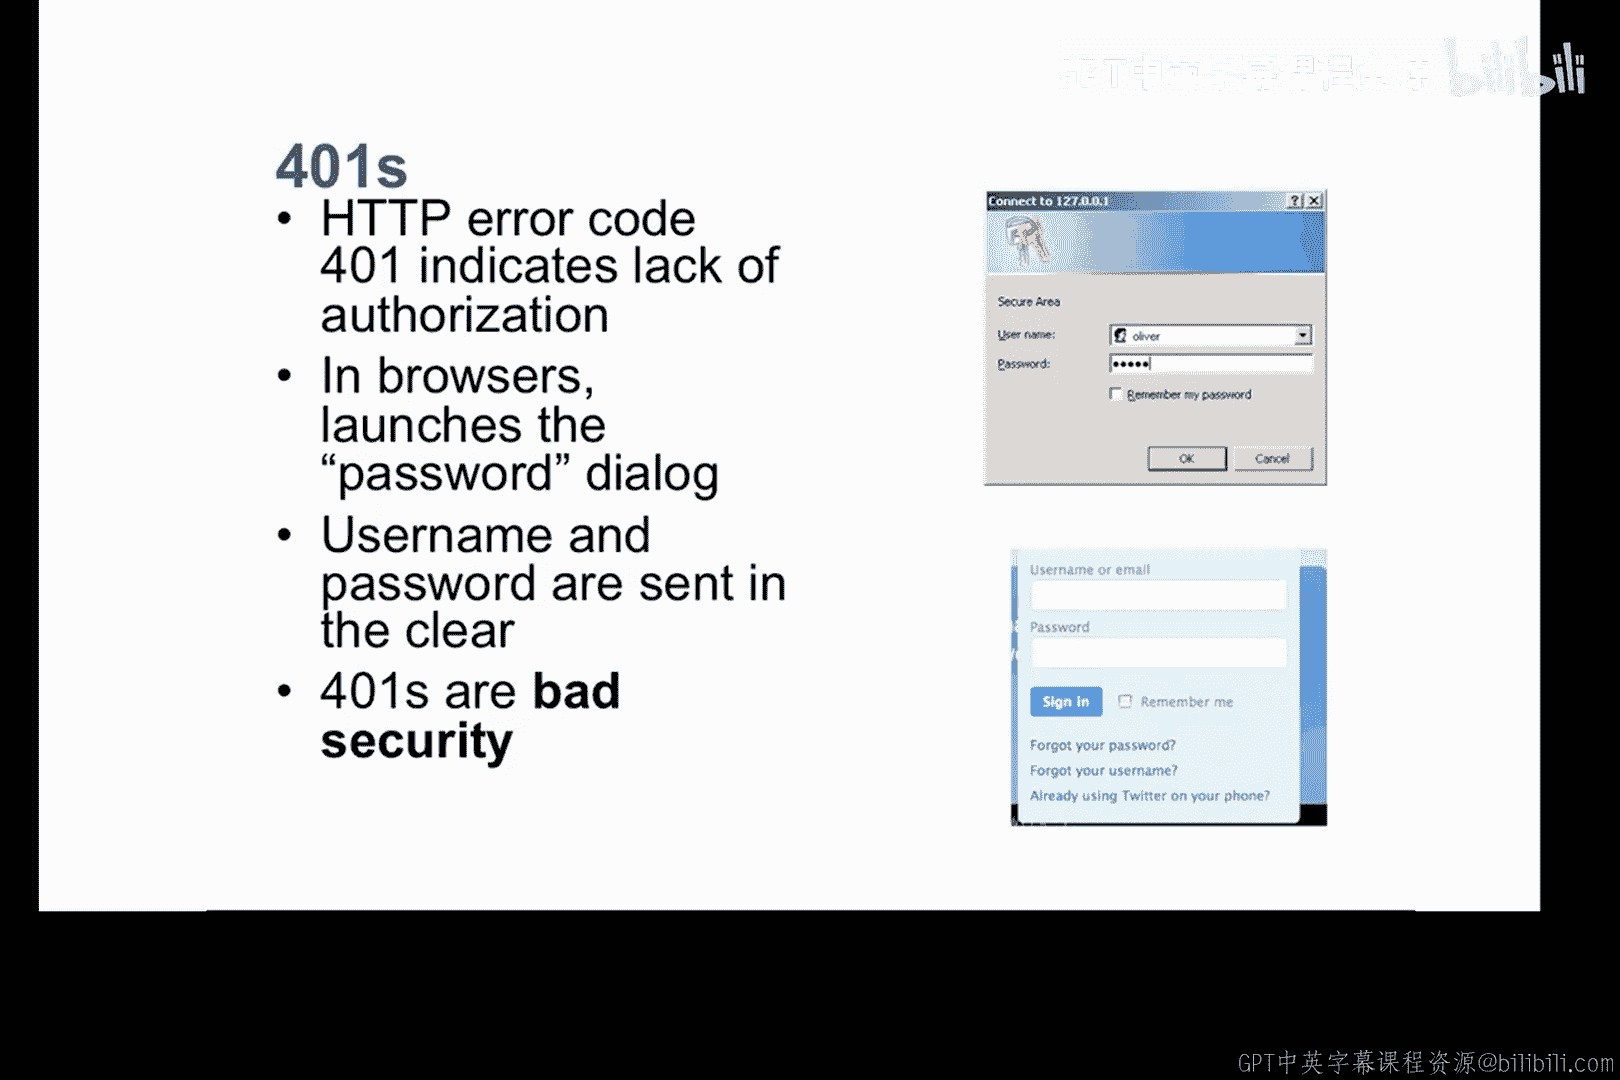 bilibili
401s
• HTTP error code
401 indicates lack of
authorization
• In browsers,
launches the
“password” dialog
• Username and
password are sent in
the clear
• 401s are bad
security
Connect to 127.0.0.1
Secure Area
User name:
oliver
Password:
•••••
Remember my password
OK
Cancel
Username or email
Password
Sign in
Remember me
Forgot your password?
Forgot your username?
Already using Twitter on your phone?
GPT中英字幕课程资源@bilibili.com